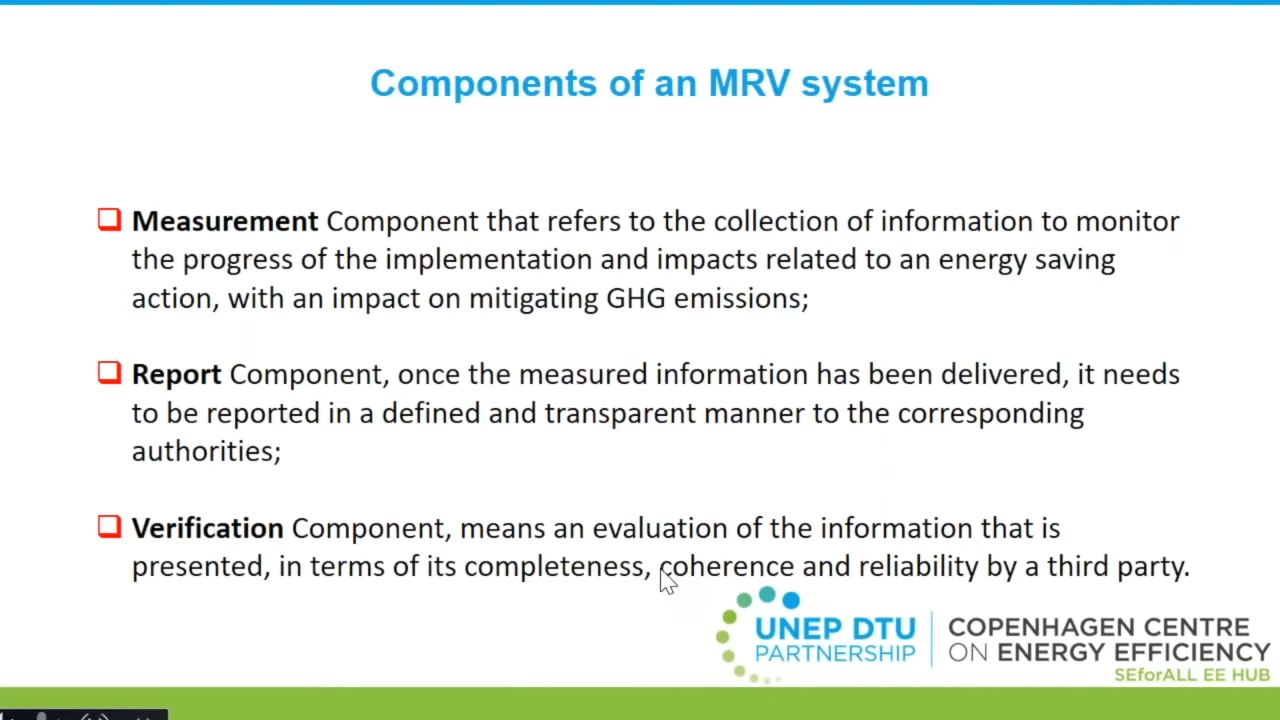 Components of an MRV system
Measurement Component that refers to the collection of information to monitor
the progress of the implementation and impacts related to an energy saving
action, with an impact on mitigating GHG emissions;
Report Component, once the measured information has been delivered, it needs
to be reported in a defined and transparent manner to the corresponding
authorities;
Verification Component, means an evaluation of the information that is
presented, in terms of its completeness, coherence and reliability by a third party.
UNEP DTU
PARTNERSHIP
COPENHAGEN CENTRE
ON ENERGY EFFICIENCY
SEforALL EE HUB